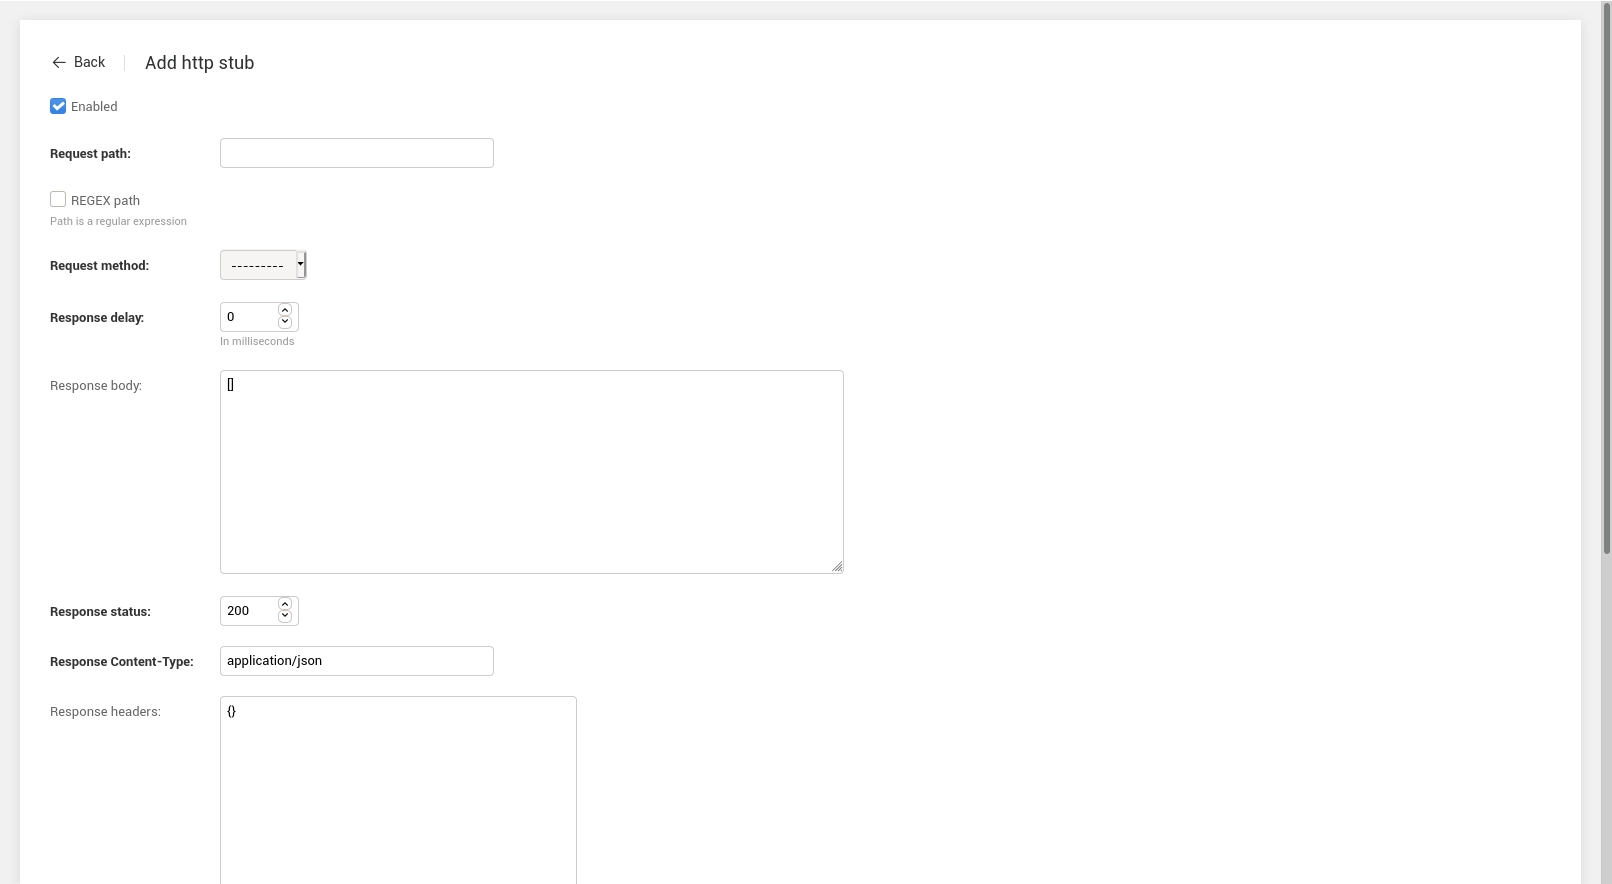 Back
Add http stub
Enabled
Request path:
REGEX path
Path is a regular expression
Request method:
---------
Response delay:
0
In milliseconds
Response body:
[]
Response status:
200
Response Content-Type:
application/json
Response headers:
{}